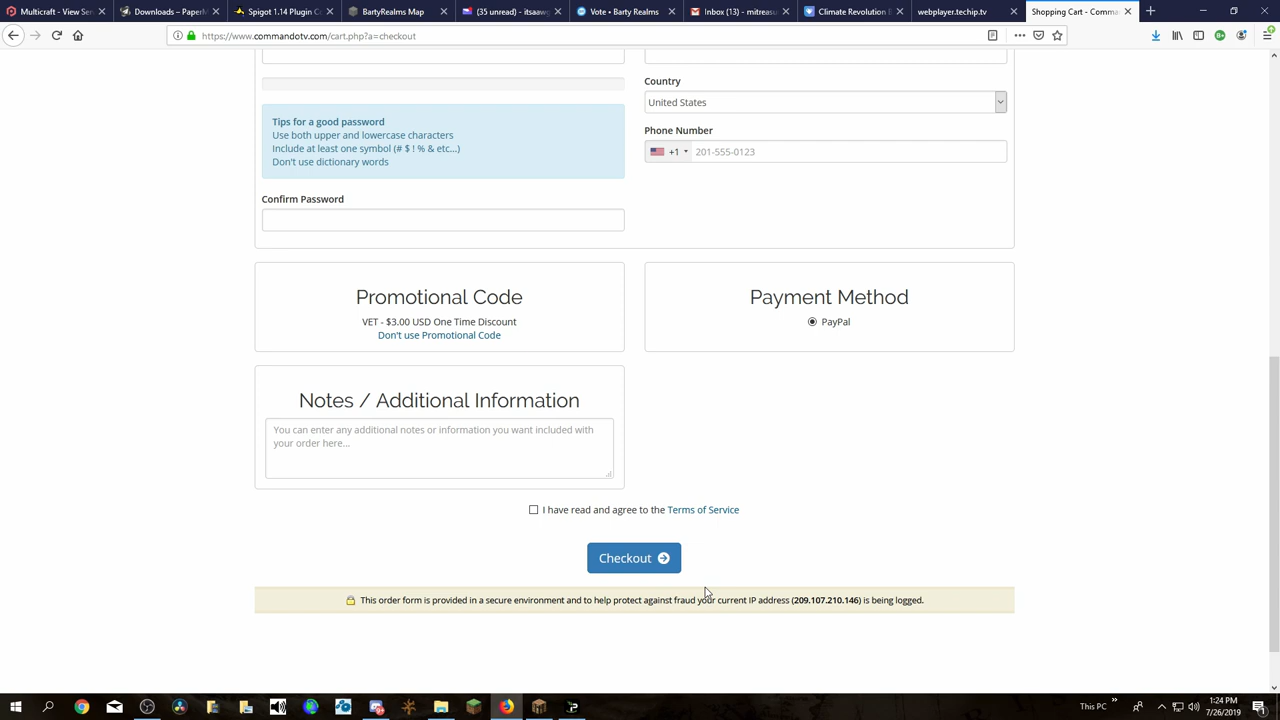 Multicraft - View Serv
Downloads – PaperM
Spigot 1.14 Plugin Co
BartyRealms Map
(35 unread) - itsaawg
Vote • Barty Realms
Inbox (13) - mitreasu
Climate Revolution B
webplayer.techip.tv
Shopping Cart - Comma
https://www.commandotv.com/cart.php?a=checkout
Country
United States
Tips for a good password
Use both upper and lowercase characters
Include at least one symbol (# $ ! % & etc...)
Don't use dictionary words
Phone Number
+1 201-555-0123
Confirm Password
Promotional Code
VET - $3.00 USD One Time Discount
Don't use Promotional Code
Payment Method
PayPal
Notes / Additional Information
You can enter any additional notes or information you want included with
your order here...
I have read and agree to the Terms of Service
Checkout
This order form is provided in a secure environment and to help protect against fraud your current IP address (209.107.210.146) is being logged.
This PC
1:24 PM
7/26/2019